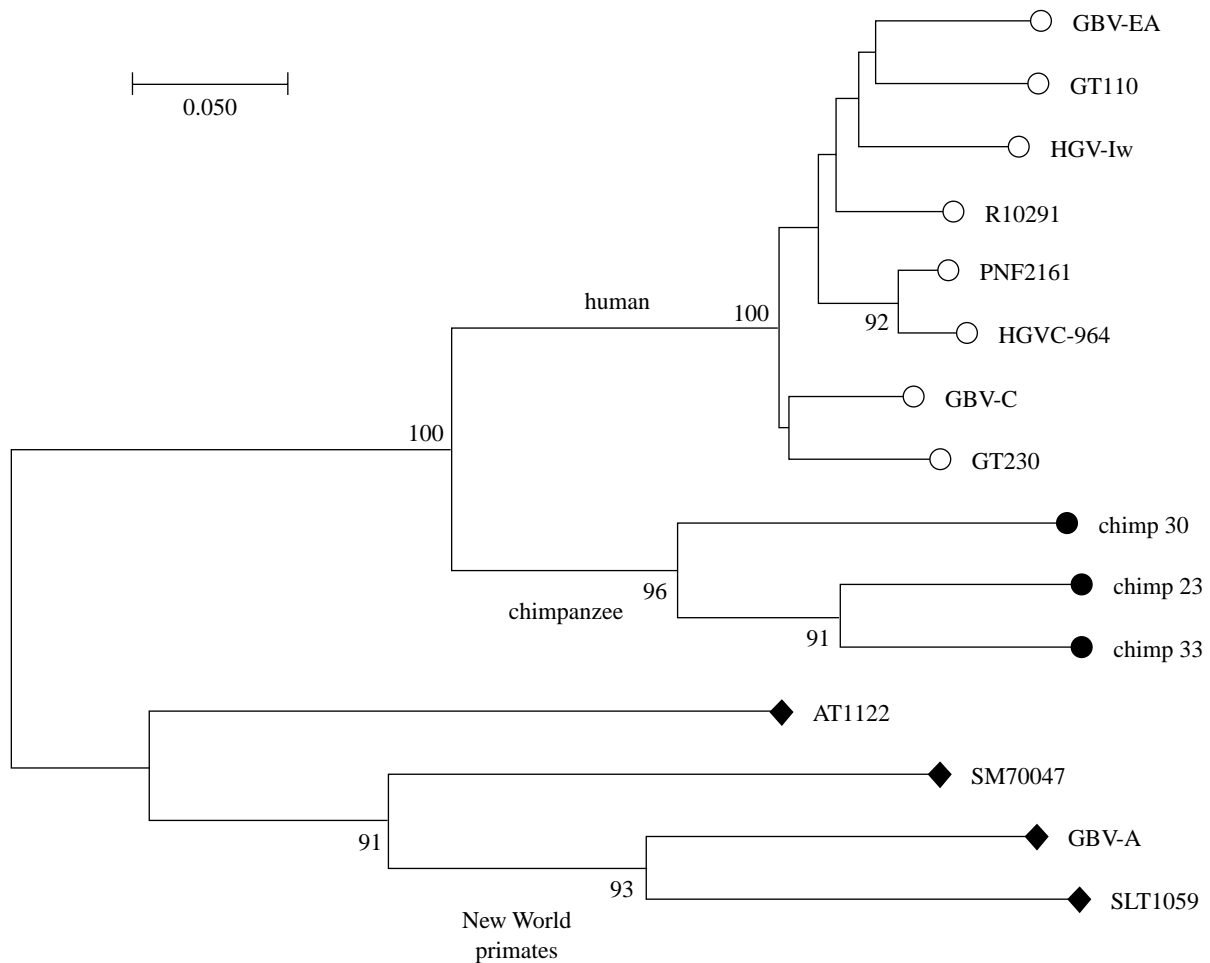 GBV-EA
0.050
GT110
HGV-Iw
R10291
PNF2161
human
100
92
HGVC-964
GBV-C
100
GT230
chimp 30
96
chimp 23
chimpanzee
91
chimp 33
AT1122
SM70047
91
GBV-A
93
SLT1059
New World
primates